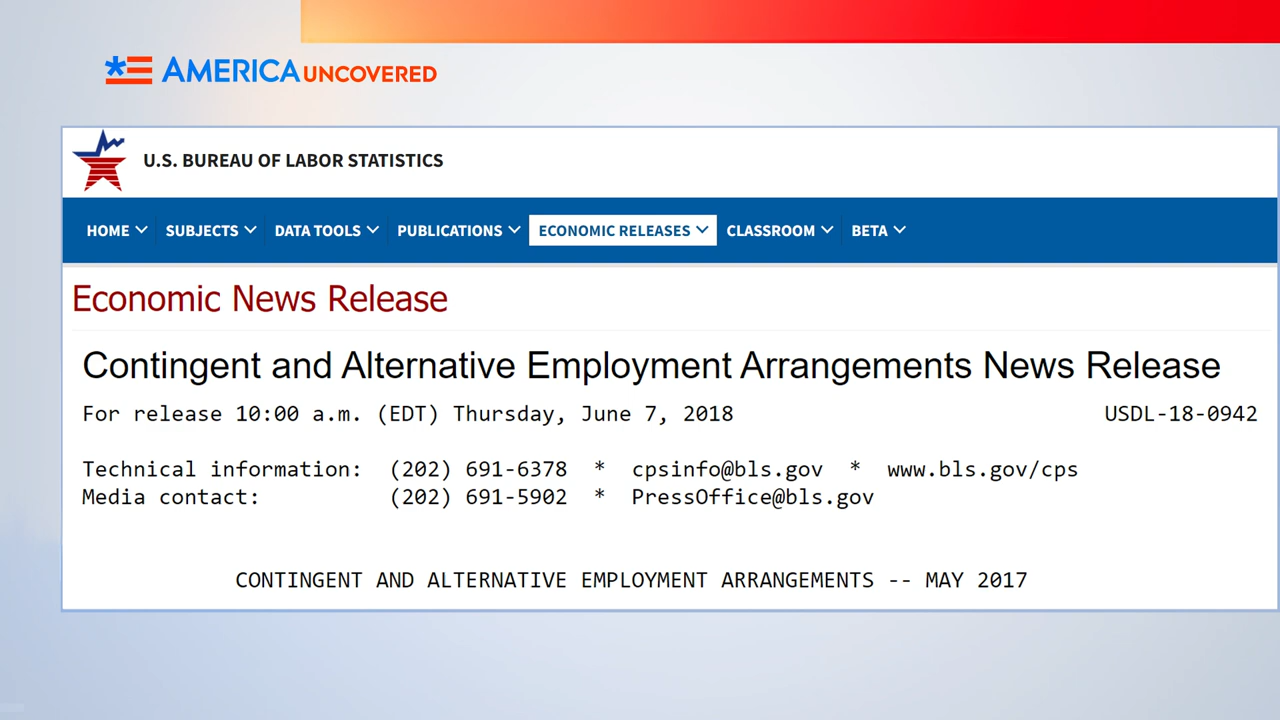 AMERICA UNCOVERED
U.S. BUREAU OF LABOR STATISTICS
HOME SUBJECTS DATA TOOLS PUBLICATIONS ECONOMIC RELEASES CLASSROOM BETA
Economic News Release
Contingent and Alternative Employment Arrangements News Release
For release 10:00 a.m. (EDT) Thursday, June 7, 2018 USDL-18-0942
Technical information: (202) 691-6378 * cpsinfo@bls.gov * www.bls.gov/cps
Media contact: (202) 691-5902 * PressOffice@bls.gov
CONTINGENT AND ALTERNATIVE EMPLOYMENT ARRANGEMENTS -- MAY 2017